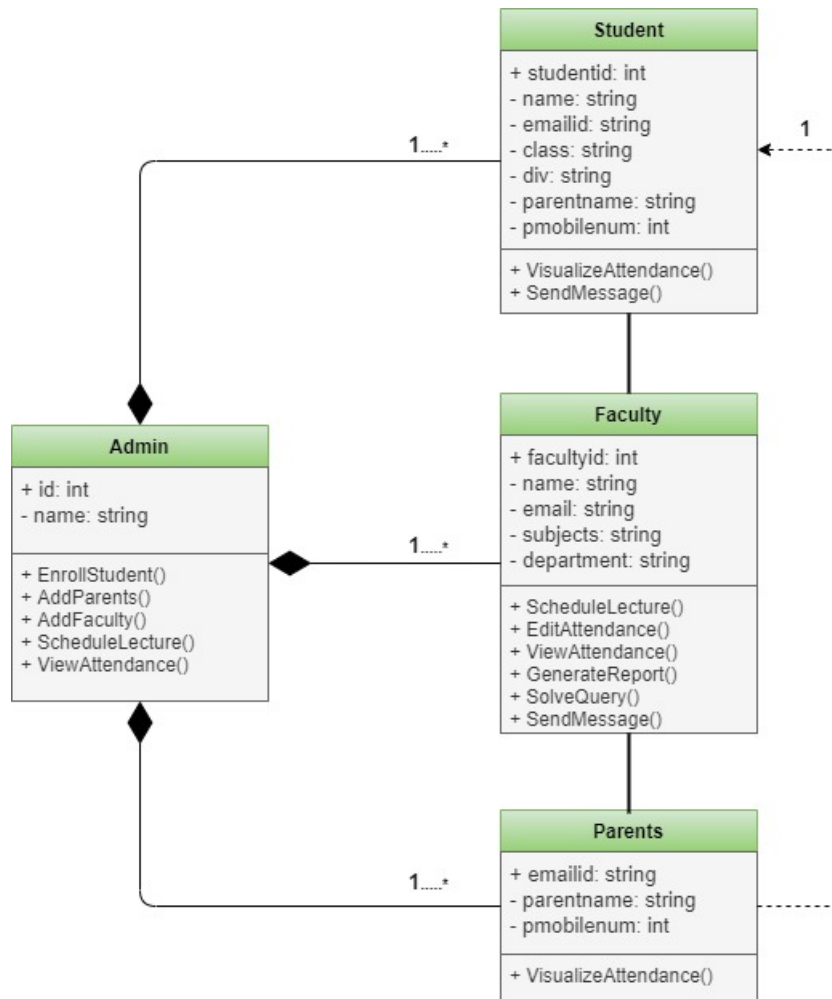 Student
+ studentid: int
- name: string
- emailid: string
- class: string
- div: string
- parentname: string
- pmobilenum: int
+ VisualizeAttendance()
+ SendMessage()
1
1.....*
Admin
+ id: int
- name: string
+ EnrollStudent()
+ AddParents()
+ AddFaculty()
+ ScheduleLecture()
+ ViewAttendance()
1.....*
Faculty
+ facultyid: int
- name: string
- email: string
- subjects: string
- department: string
+ ScheduleLecture()
+ EditAttendance()
+ ViewAttendance()
+ GenerateReport()
+ SolveQuery()
+ SendMessage()
1.....*
Parents
+ emailid: string
- parentname: string
- pmobilenum: int
+ VisualizeAttendance()